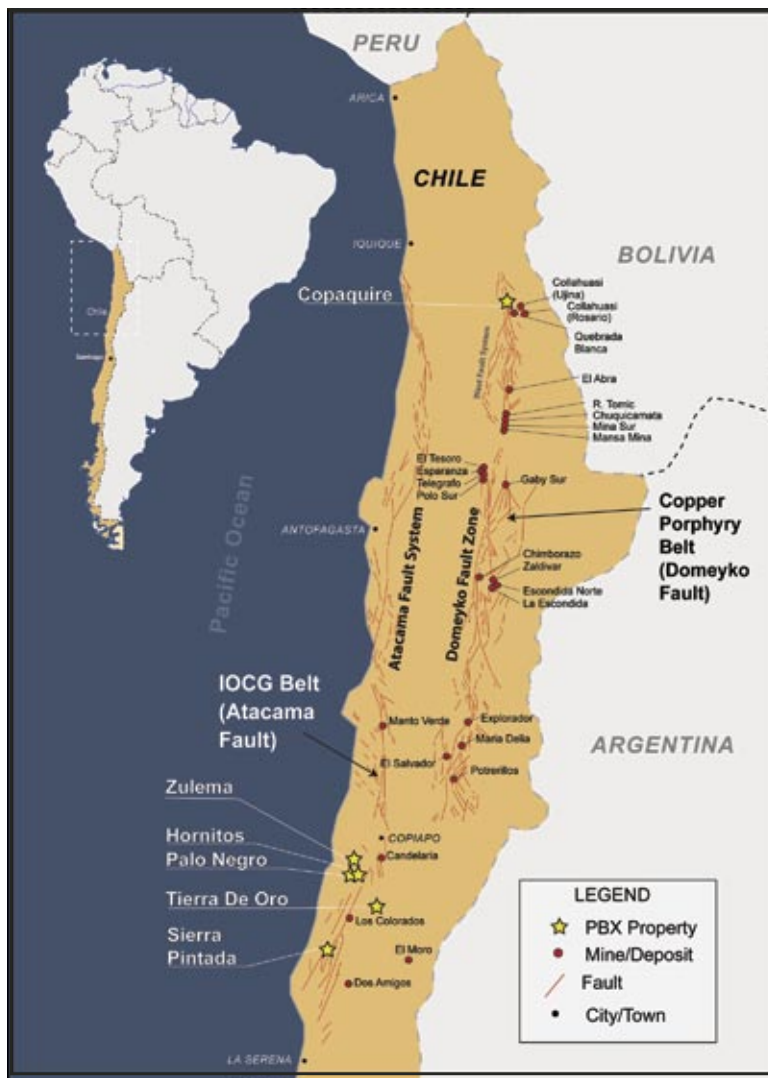 PERU
ARICA
CHILE
IQUIQUE
BOLIVIA
Copaquire
Collahuasi
(Ujina)
Collahuasi
(Rosario)
Quebrada
Blanca
West Fault System
El Abra
R. Tomic
Chuquicamata
Mina Sur
Mansa Mina
Chile
Santiago
El Tesoro
Esperanza
Telegrafo
Polo Sur
Gaby Sur
Copper
Porphyry
Belt
(Domeyko
Fault)
ANTOFAGASTA
Pacific Ocean
Atacama Fault System
Domeyko Fault Zone
Chimborazo
Zaldivar
Escondida Norte
La Escondida
IOCG Belt
(Atacama
Fault)
Manto Verde
Explorador
Maria Delia
El Salvador
Potrerillos
ARGENTINA
Zulema
Hornitos
Palo Negro
COPIAPO
Candelaria
Tierra De Oro
Los Colorados
Sierra
Pintada
El Moro
Dos Amigos
LA SERENA
LEGEND
PBX Property
Mine/Deposit
Fault
City/Town